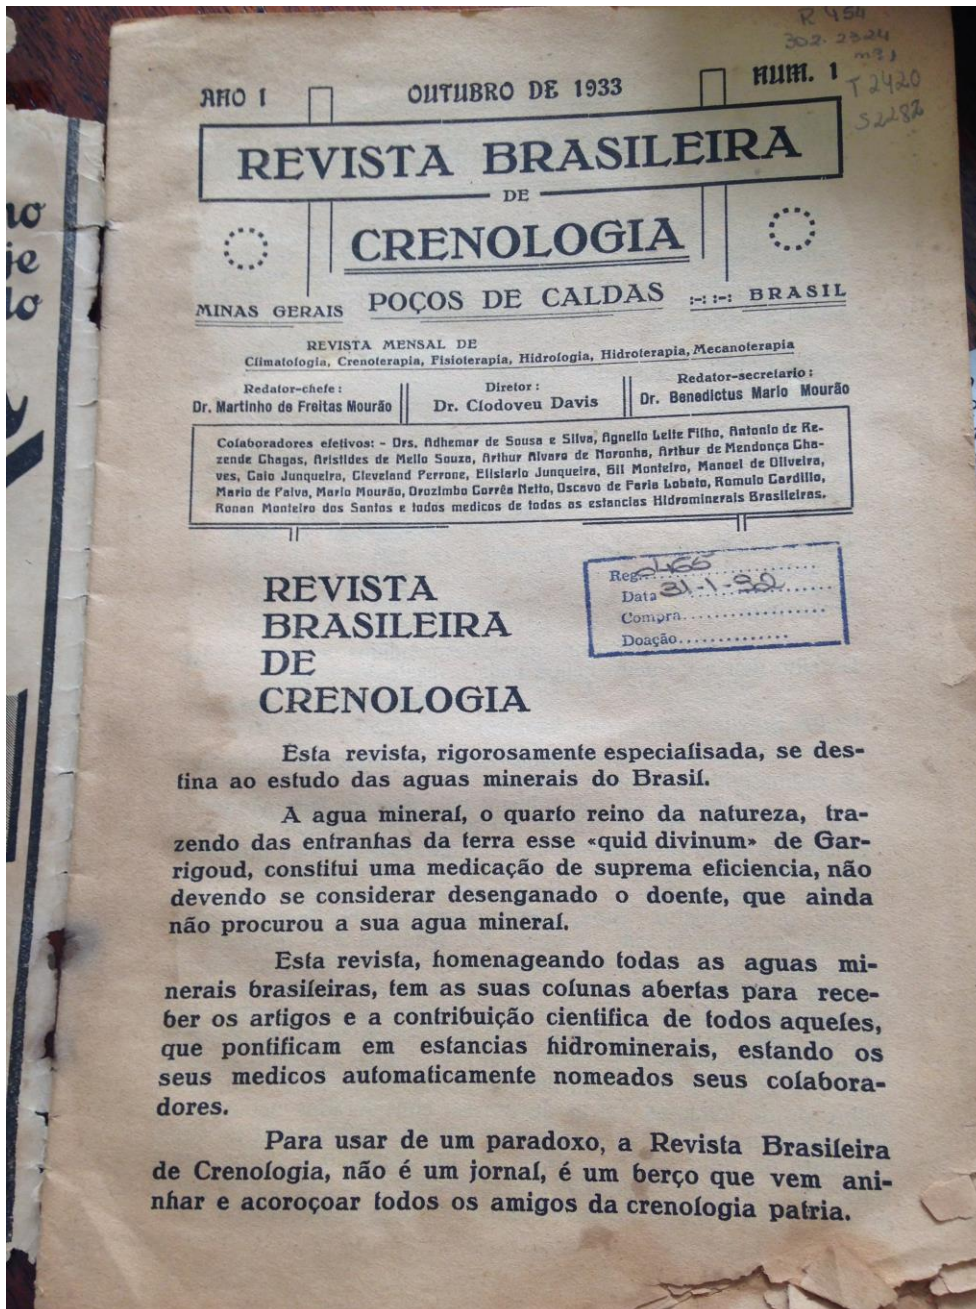 R 454
302.2324
nº1
T 2420
S2282
ANO I
OUTUBRO DE 1933
NUM. 1
REVISTA BRASILEIRA
DE
CRENOLOGIA
MINAS GERAIS
POÇOS DE CALDAS
:-: :-: BRASIL
REVISTA MENSAL DE
Climatologia, Crenoterapia, Fisioterapia, Hidrologia, Hidroterapia, Mecanoterapia
Redator-chefe:
Dr. Martinho de Freitas Mourão
Diretor:
Dr. Clodoveu Davis
Redator-secretario:
Dr. Benedictus Mario Mourão
Colaboradores efetivos: - Drs. Adhemar de Sousa e Silva, Agnello Leite Filho, Antonio de Re-
zende Chagas, Aristides de Mello Souza, Arthur Alvaro de Noronha, Arthur de Mendonça Cha-
ves, Caio Junqueira, Cleveland Perrone, Elisiario Junqueira, Gil Monteiro, Manoel de Oliveira,
Mario de Paiva, Mario Mourão, Orozimbo Corrêa Netto, Oscavo de Faria Lobato, Romulo Cardillo,
Ronan Monteiro dos Santos e todos medicos de todas as estancias Hidrominerais Brasileiras.
Reg. 2466
Data 31-1-92
Compra
Doação
REVISTA
BRASILEIRA
DE
CRENOLOGIA
Esta revista, rigorosamente especialisada, se des-
tina ao estudo das aguas minerais do Brasil.
A agua mineral, o quarto reino da natureza, tra-
zendo das entranhas da terra esse «quid divinum» de Gar-
rigoud, constitui uma medicação de suprema eficiencia, não
devendo se considerar desenganado o doente, que ainda
não procurou a sua agua mineral.
Esta revista, homenageando todas as aguas mi-
nerais brasileiras, tem as suas colunas abertas para rece-
ber os artigos e a contribuição cientifica de todos aqueles,
que pontificam em estancias hidrominerais, estando os
seus medicos automaticamente nomeados seus colabora-
dores.
Para usar de um paradoxo, a Revista Brasileira
de Crenologia, não é um jornal, é um berço que vem ani-
nhar e acoroçoar todos os amigos da crenologia patria.